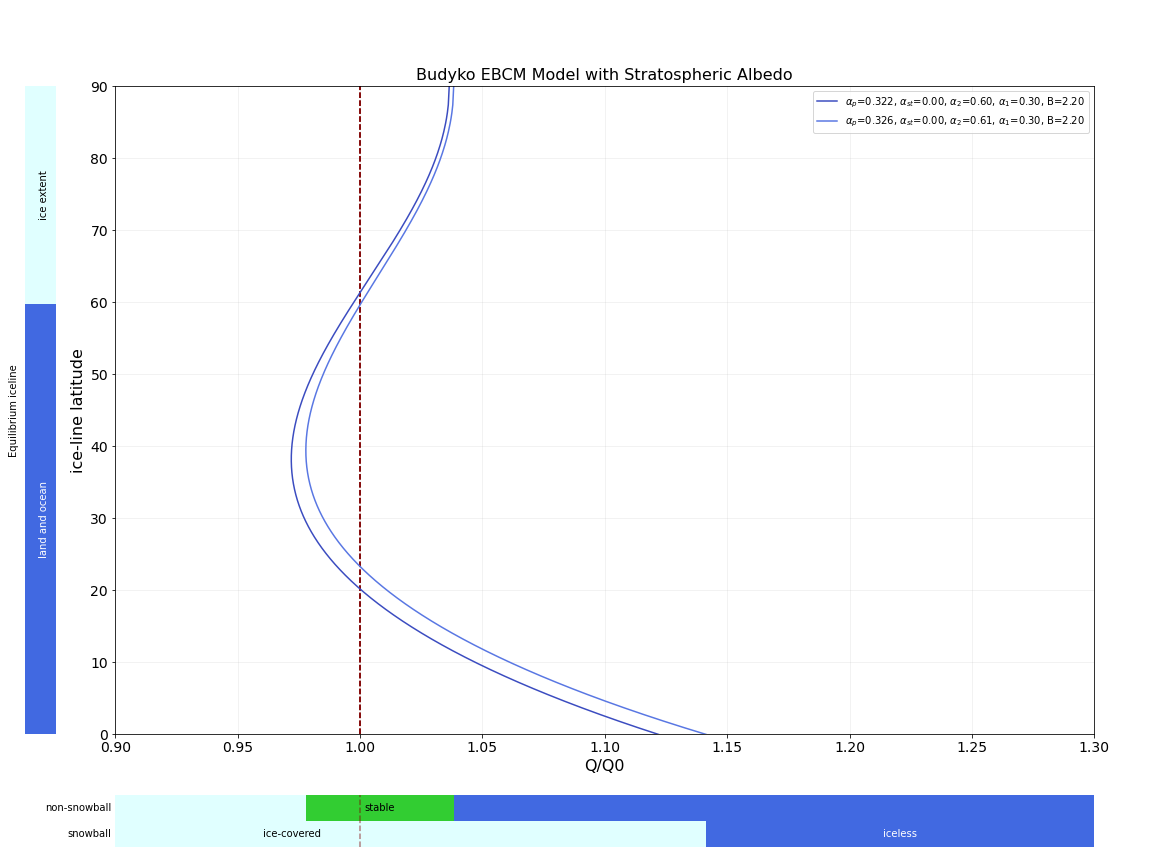 Budyko EBCM Model with Stratospheric Albedo
αp=0.322, αst=0.00, α2=0.60, α1=0.30, B=2.20
αp=0.326, αst=0.00, α2=0.61, α1=0.30, B=2.20
Equilibrium iceline
ice extent
land and ocean
ice-line latitude
90
80
70
60
50
40
30
20
10
0
0.90 0.95 1.00 1.05 1.10 1.15 1.20 1.25 1.30
Q/Q0
non-snowball stable
snowball ice-covered iceless